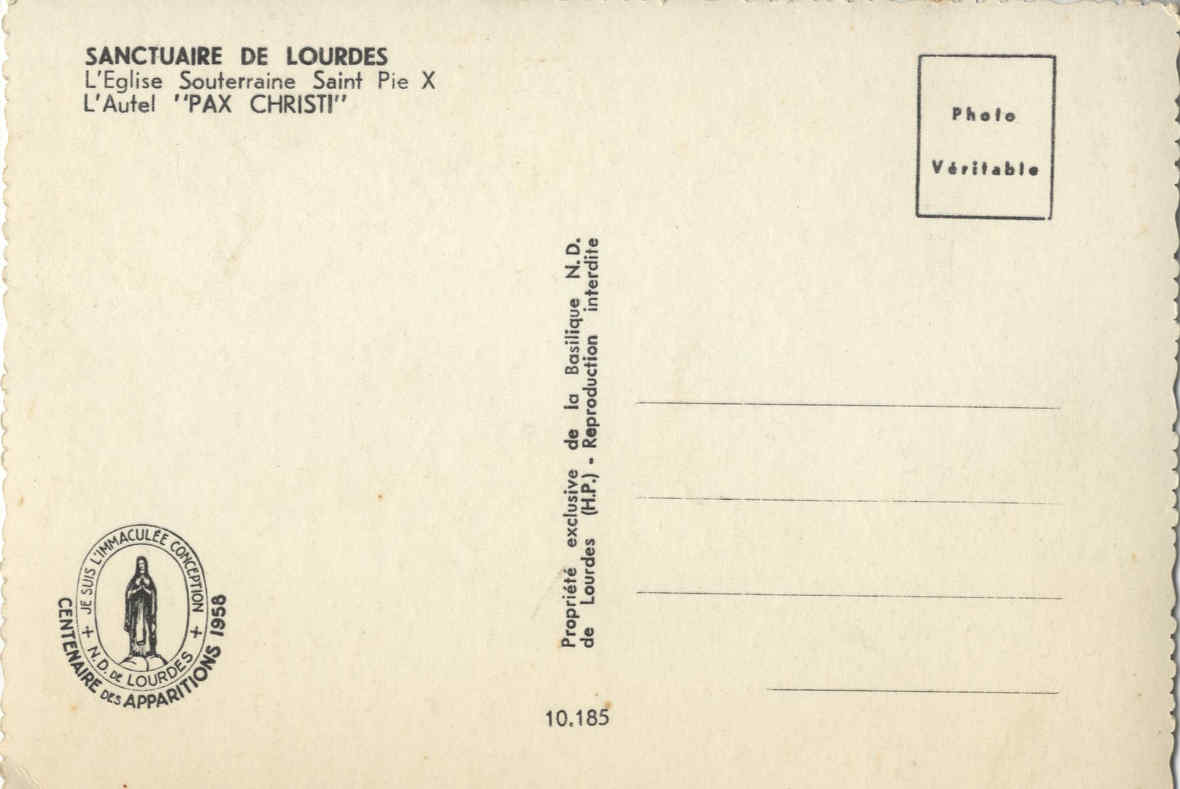 SANCTUAIRE DE LOURDES
L'Eglise Souterraine Saint Pie X
L'Autel "PAX CHRISTI"
Photo
Véritable
Propriété exclusive de la Basilique N.D.
de Lourdes (H.P.) - Reproduction interdite
+ JE SUIS L'IMMACULÉE CONCEPTION +
N.D. DE LOURDES
CENTENAIRE DES APPARITIONS 1958
10.185